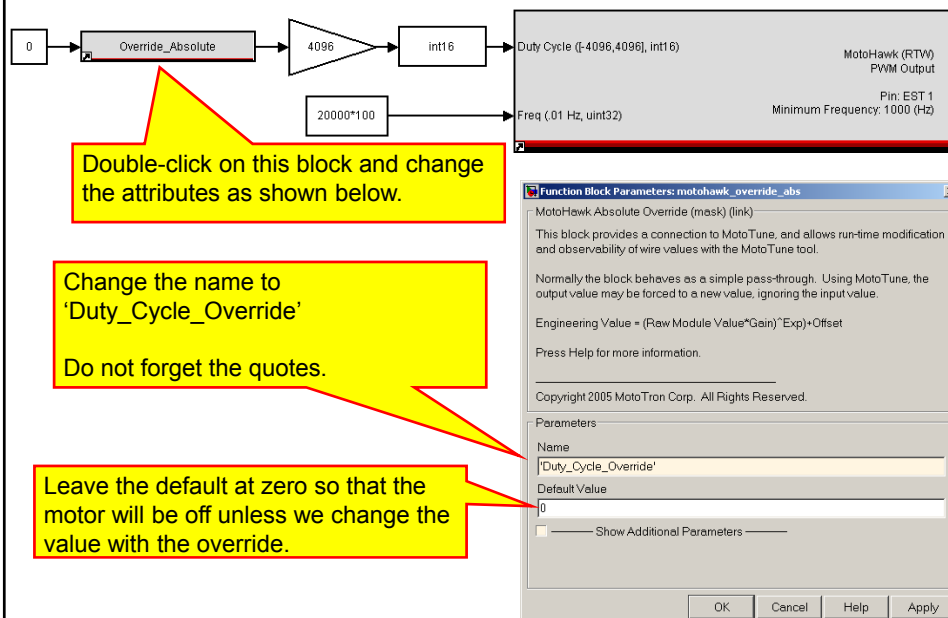 0
Override_Absolute
4096
int16
Duty Cycle ([-4096,4096], int16)
MotoHawk (RTW)
PWM Output
Pin: EST 1
Minimum Frequency: 1000 (Hz)
20000*100
Freq (.01 Hz, uint32)
Double-click on this block and change
the attributes as shown below.
Function Block Parameters: motohawk_override_abs
MotoHawk Absolute Override (mask) (link)
This block provides a connection to MotoTune, and allows run-time modification
and observability of wire values with the MotoTune tool.
Normally the block behaves as a simple pass-through. Using MotoTune, the
output value may be forced to a new value, ignoring the input value.
Engineering Value = (Raw Module Value*Gain)^Exp)+Offset
Press Help for more information.
Copyright 2005 MotoTron Corp. All Rights Reserved.
Change the name to
‘Duty_Cycle_Override’
Do not forget the quotes.
Parameters
Name
'Duty_Cycle_Override'
Default Value
0
Show Additional Parameters
Leave the default at zero so that the
motor will be off unless we change the
value with the override.
OK
Cancel
Help
Apply